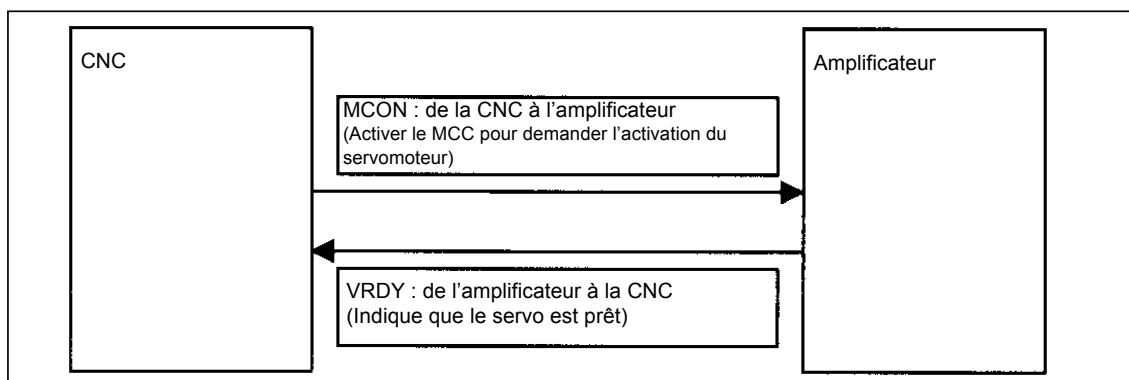 CNC
Amplificateur
MCON : de la CNC à l’amplificateur
(Activer le MCC pour demander l’activation du
servomoteur)
VRDY : de l’amplificateur à la CNC
(Indique que le servo est prêt)